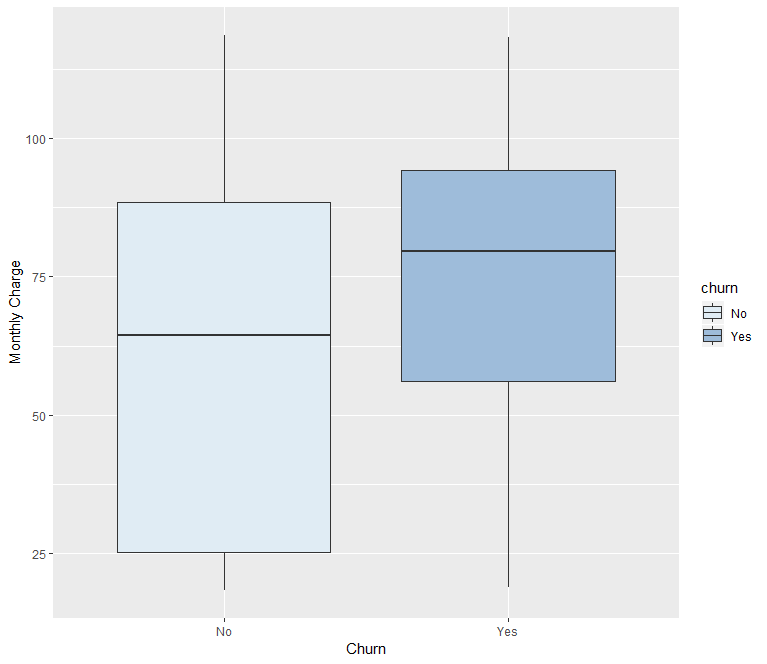 100
75
50
25
Monthly Charge
No
Yes
Churn
churn
No
Yes